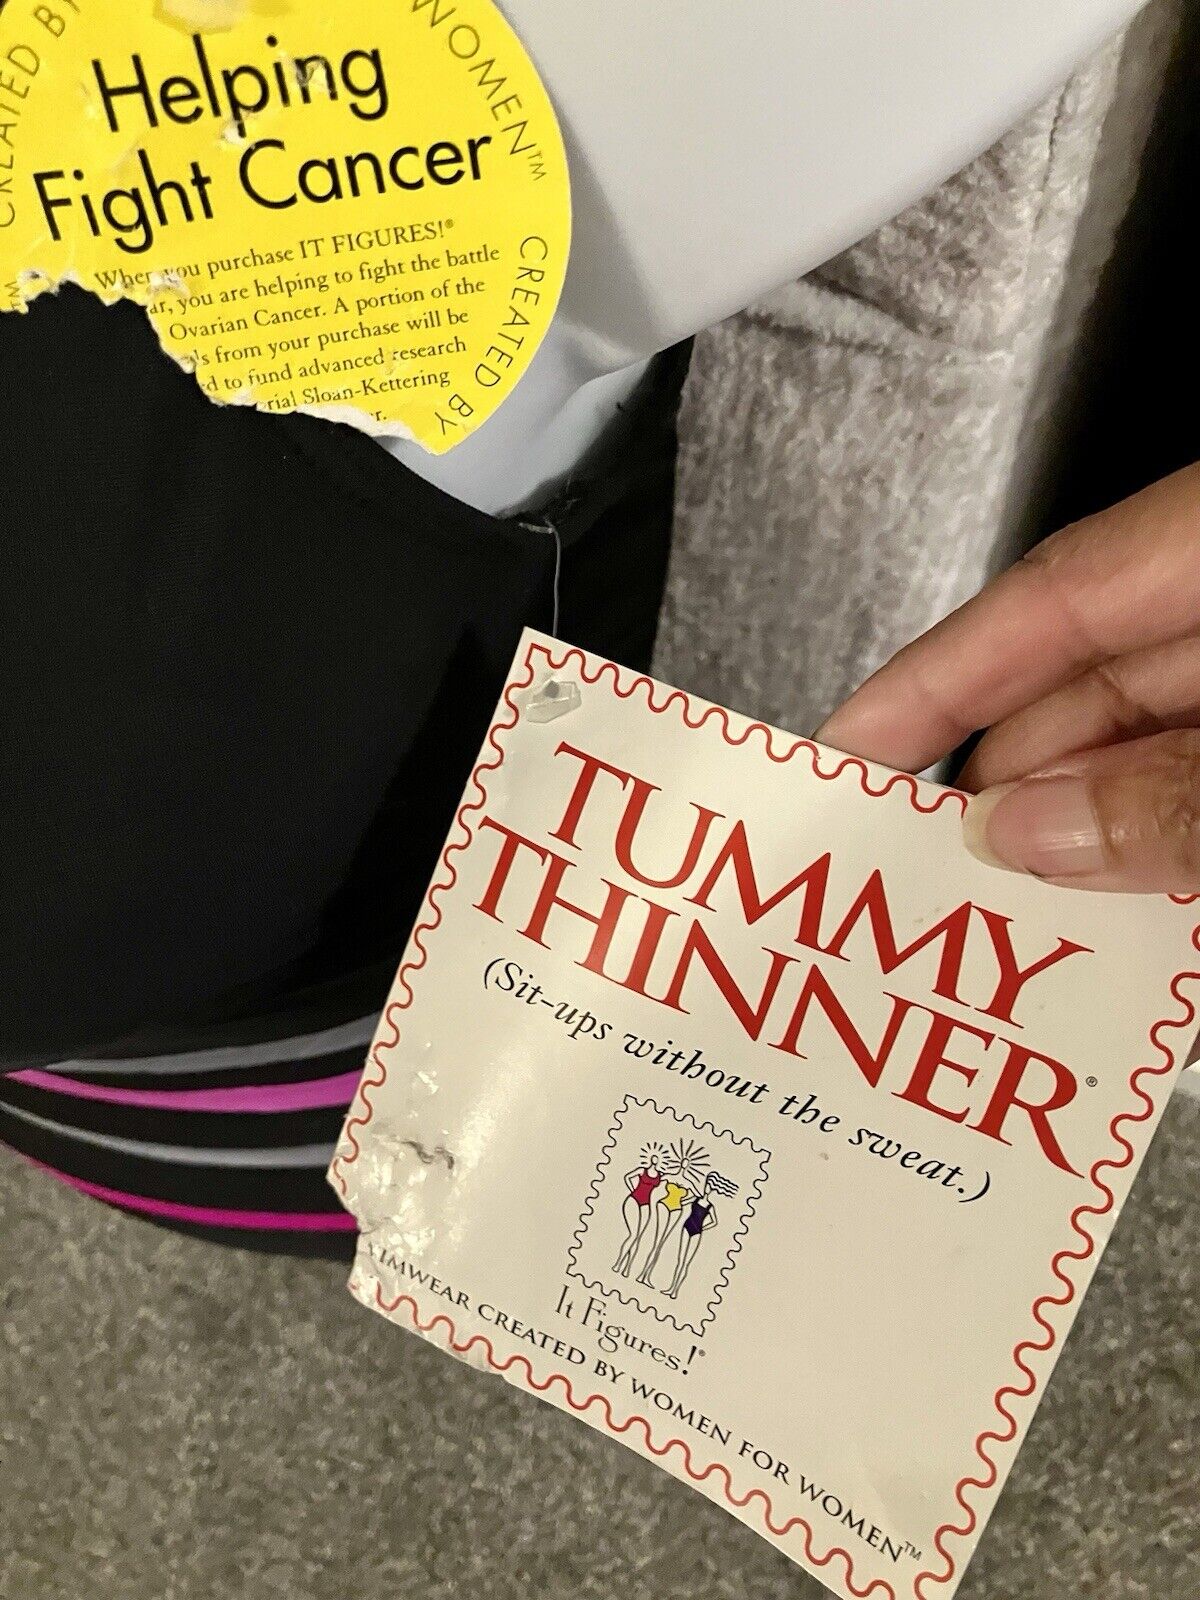 CREATED BY
WOMEN™
Helping
Fight Cancer
When you purchase IT FIGURES!®
you are helping to fight the battle
Ovarian Cancer. A portion of the
from your purchase will be
to fund advanced research
Sloan-Kettering
CREATED BY
TUMMY
THINNER®
(Sit-ups without the sweat.)
It Figures!®
IMWEAR CREATED BY WOMEN FOR WOMEN™